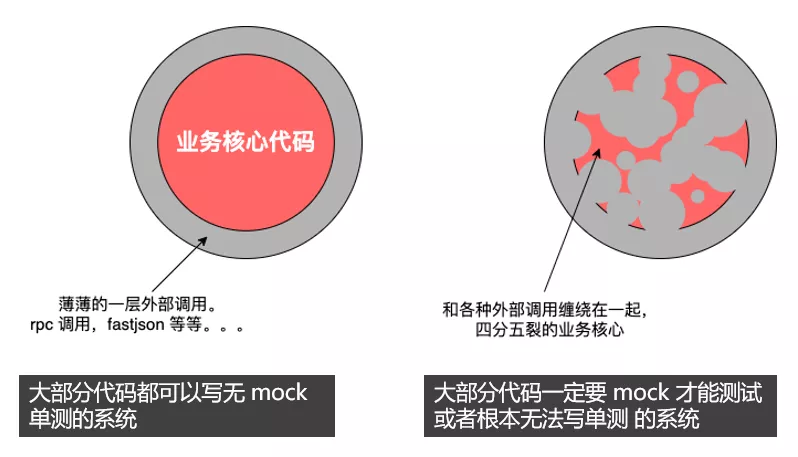 业务核心代码
薄薄的一层外部调用。
rpc 调用，fastjson 等等。。。
大部分代码都可以写无 mock
单测的系统
和各种外部调用缠绕在一起，
四分五裂的业务核心
大部分代码一定要 mock 才能测试
或者根本无法写单测 的系统